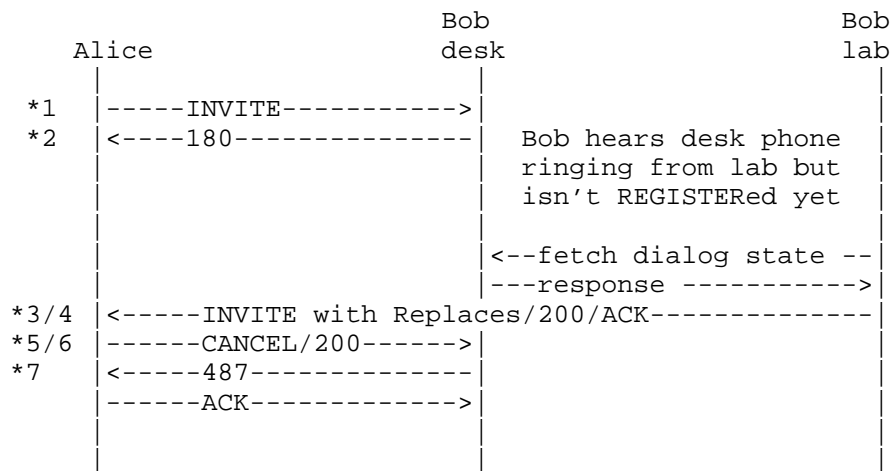 Bob                       Bob
    Alice                   desk                      lab
     |                        |                        |
*1   |-----INVITE----------->|                        |
*2   |<----180---------------|  Bob hears desk phone  |
     |                        |  ringing from lab but  |
     |                        |  isn't REGISTERed yet  |
     |                        |                        |
     |                        |<--fetch dialog state --|
     |                        |---response ----------->|
*3/4 |<-----INVITE with Replaces/200/ACK--------------|
*5/6 |------CANCEL/200------>|                        |
*7   |<-----487--------------|                        |
     |------ACK------------->|                        |
     |                        |                        |
     |                        |                        |